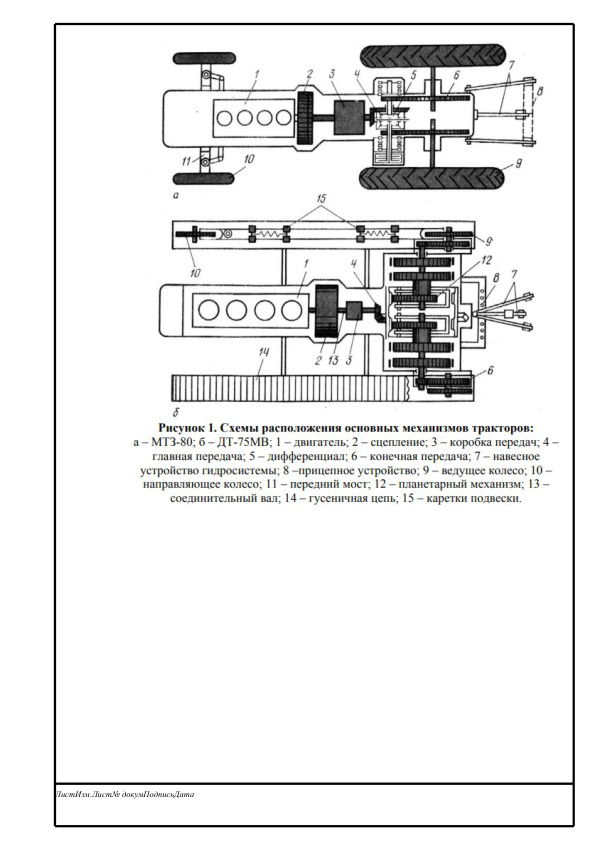 1
2
3
4
5
6
7
8
11
10
9
а
15
10
9
12
1
4
8
7
2
13
3
14
6
б
Рисунок 1. Схемы расположения основных механизмов тракторов:
а – МТЗ-80; б – ДТ-75МВ; 1 – двигатель; 2 – сцепление; 3 – коробка передач; 4 –
главная передача; 5 – дифференциал; 6 – конечная передача; 7 – навесное
устройство гидросистемы; 8 –прицепное устройство; 9 – ведущее колесо; 10 –
направляющее колесо; 11 – передний мост; 12 – планетарный механизм; 13 –
соединительный вал; 14 – гусеничная цепь; 15 – каретки подвески.
ЛистИзм.Лист№ докумПодписьДата